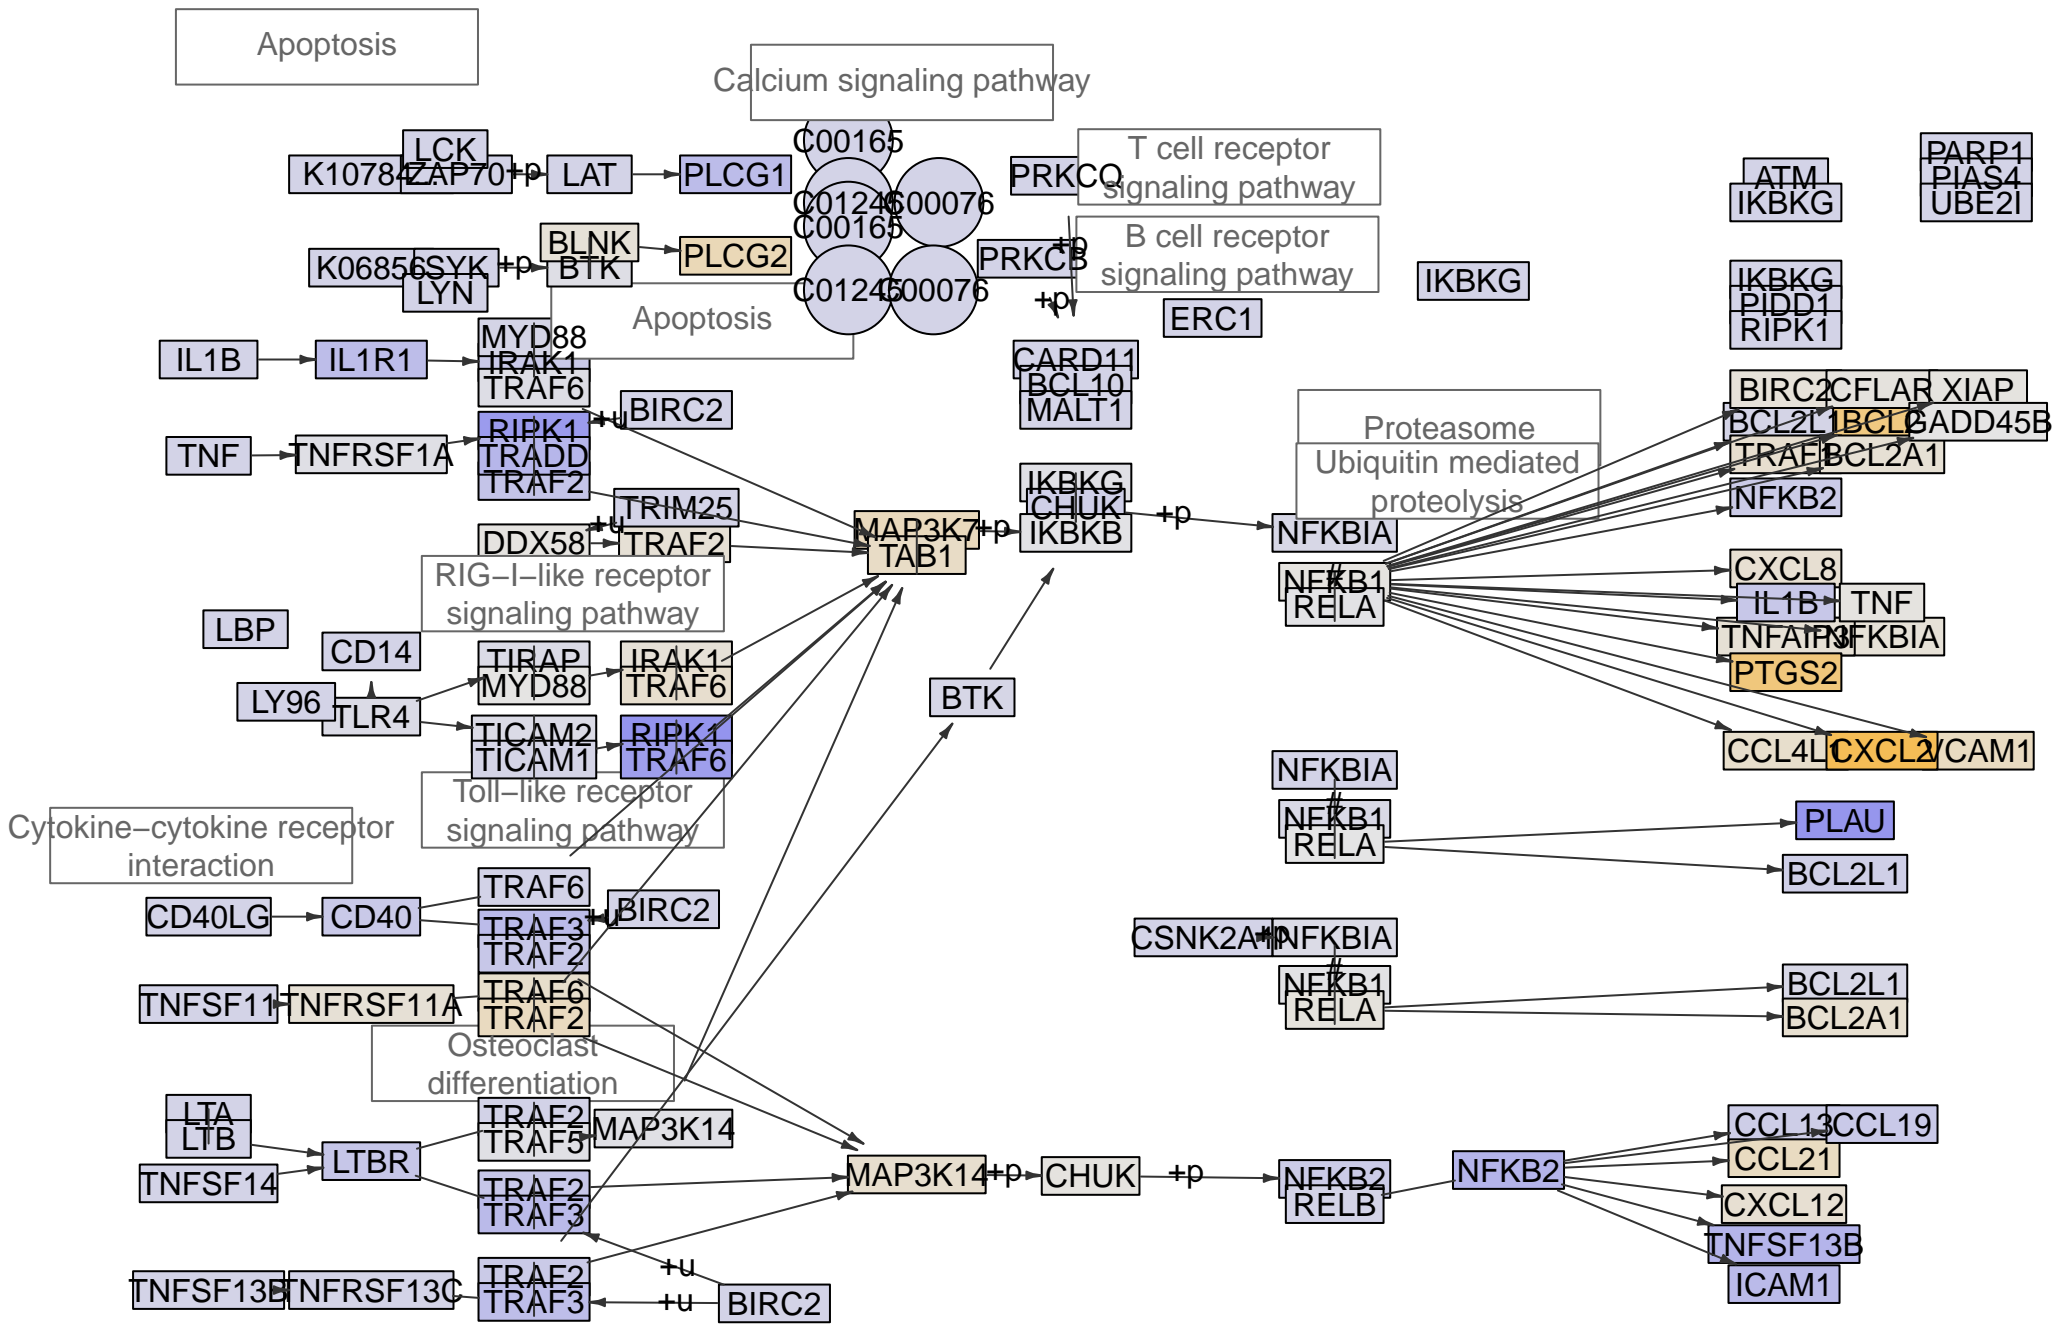 Apoptosis
Calcium signaling pathway
LCK
K10784
ZAP70
+p
LAT
PLCG1
C00165
C01246
C00076
C00165
C01246
C00076
PRKCQ
T cell receptor
signaling pathway
ATM
IKBKG
PARP1
PIAS4
UBE2I
K06856
SYK
LYN
+p
BLNK
BTK
PLCG2
PRKCB
+p
+p
B cell receptor
signaling pathway
ERC1
IKBKG
IKBKG
PIDD1
RIPK1
Apoptosis
IL1B
IL1R1
MYD88
IRAK1
TRAF6
CARD11
BCL10
MALT1
TNF
TNFRSF1A
RIPK1
TRADD
TRAF2
+u
BIRC2
Proteasome
Ubiquitin mediated
proteolysis
BIRC2
CFLAR
XIAP
BCL2L1
BCL2
GADD45B
TRAF1
BCL2A1
NFKB2
DDX58
+u
TRIM25
TRAF2
MAP3K7
TAB1
+p
IKBKG
CHUK
IKBKB
+p
NFKBIA
NFKB1
RELA
CXCL8
IL1B
TNF
TNFAIP3
NFKBIA
PTGS2
CCL4L1
CXCL2
VCAM1
RIG−I−like receptor
signaling pathway
LBP
CD14
LY96
TLR4
TIRAP
MYD88
IRAK1
TRAF6
TICAM2
TICAM1
RIPK1
TRAF6
BTK
Toll−like receptor
signaling pathway
Cytokine−cytokine receptor
interaction
NFKBIA
NFKB1
RELA
PLAU
BCL2L1
CD40LG
CD40
TRAF6
TRAF3
TRAF2
+u
BIRC2
CSNK2A1
+p
NFKBIA
NFKB1
RELA
BCL2L1
BCL2A1
TNFSF11
TNFRSF11A
TRAF6
TRAF2
Osteoclast
differentiation
LTA
LTB
TNFSF14
LTBR
TRAF2
TRAF5
MAP3K14
TRAF2
TRAF3
MAP3K14
+p
CHUK
+p
NFKB2
RELB
NFKB2
CCL13
CCL19
CCL21
CXCL12
TNFSF13B
ICAM1
TNFSF13B
TNFRSF13C
TRAF2
TRAF3
+u
+u
BIRC2